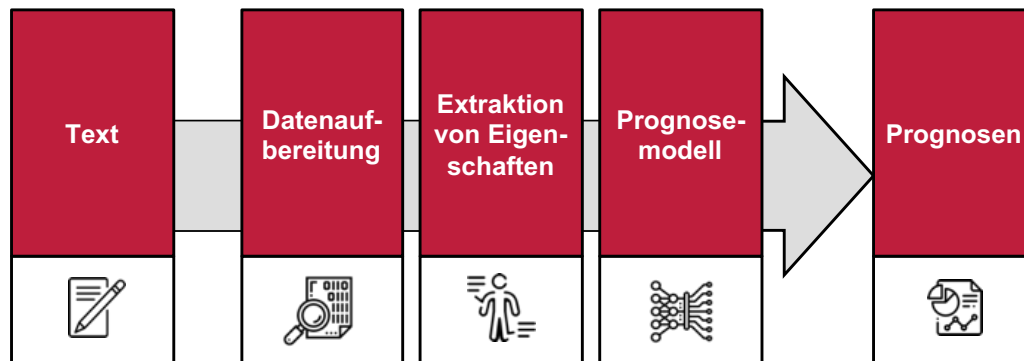 Text
Datenauf-
bereitung
Extraktion
von Eigen-
schaften
Prognose-
modell
Prognosen